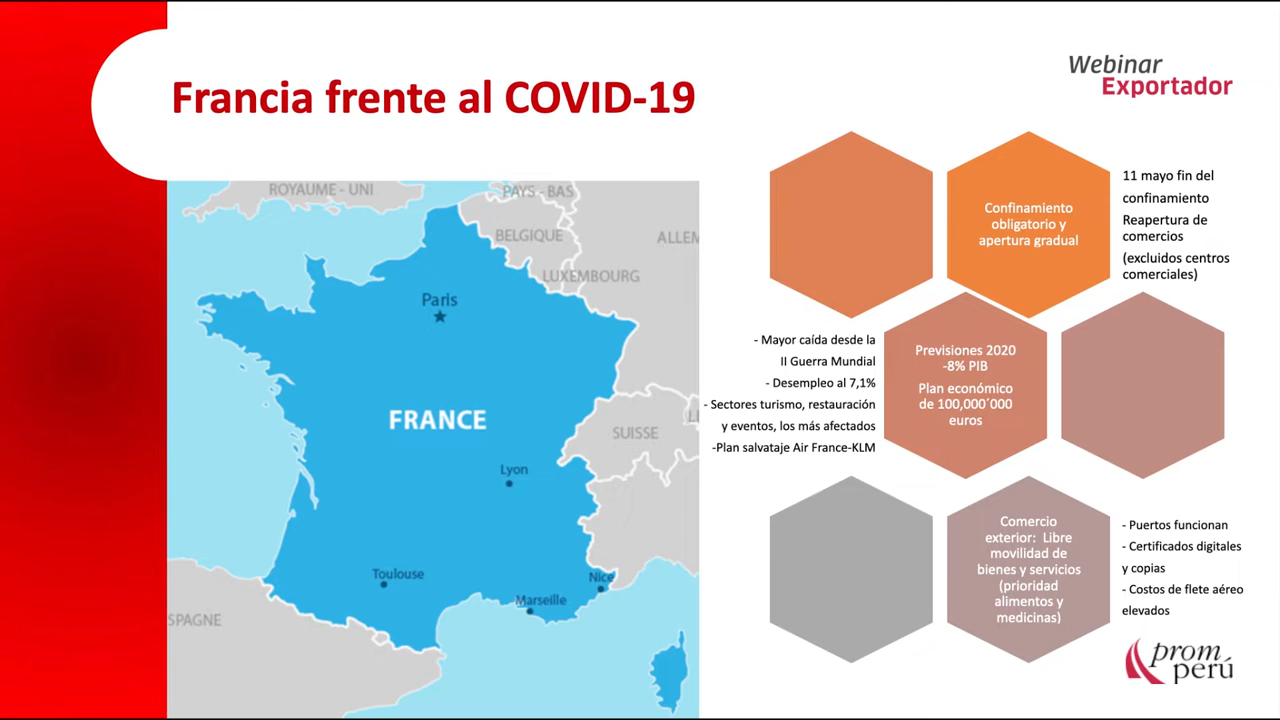 Francia frente al COVID-19
Webinar
Exportador
ROYAUME - UNI
PAYS - BAS
BELGIQUE
ALLEM
LUXEMBOURG
Paris
FRANCE
SUISSE
LI
Lyon
Toulouse
Nice
Marseille
SPAGNE
Confinamiento
obligatorio y
apertura gradual
11 mayo fin del
confinamiento
Reapertura de
comercios
(excluidos centros
comerciales)
- Mayor caída desde la
II Guerra Mundial
- Desempleo al 7,1%
- Sectores turismo, restauración
y eventos, los más afectados
-Plan salvataje Air France-KLM
Previsiones 2020
-8% PIB
Plan económico
de 100,000´000
euros
Comercio
exterior: Libre
movilidad de
bienes y servicios
(prioridad
alimentos y
medicinas)
- Puertos funcionan
- Certificados digitales
y copias
- Costos de flete aéreo
elevados
prom
perú